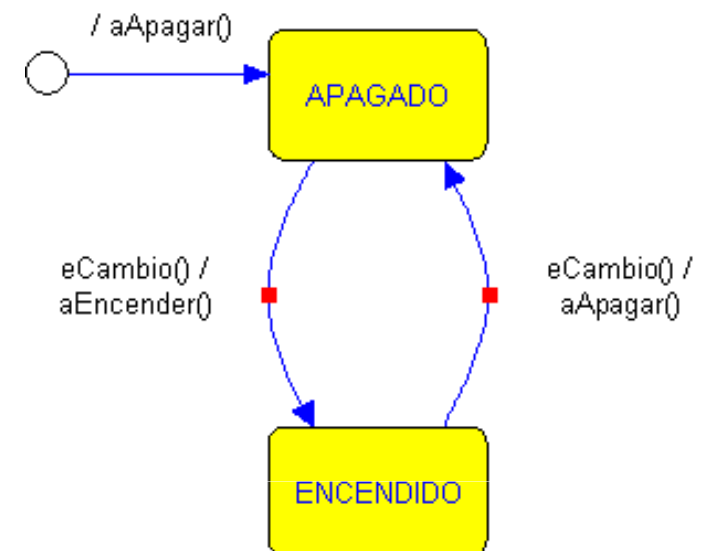 / aApagar()
APAGADO
eCambio() /
aEncender()
eCambio() /
aApagar()
ENCENDIDO